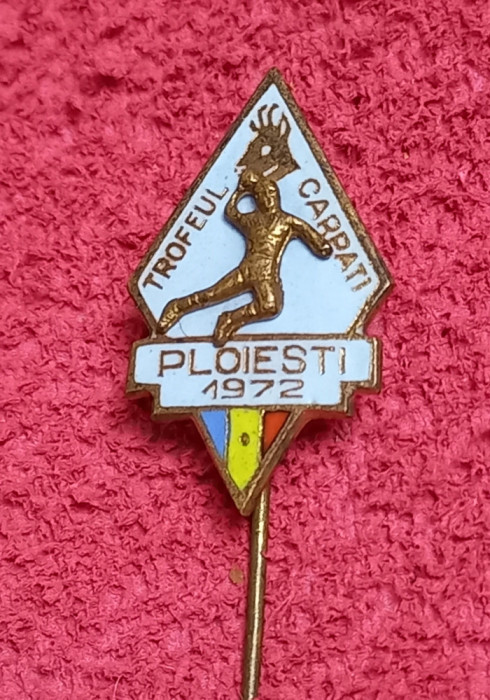 TROFEUL
CARPATI
PLOIESTI
1972